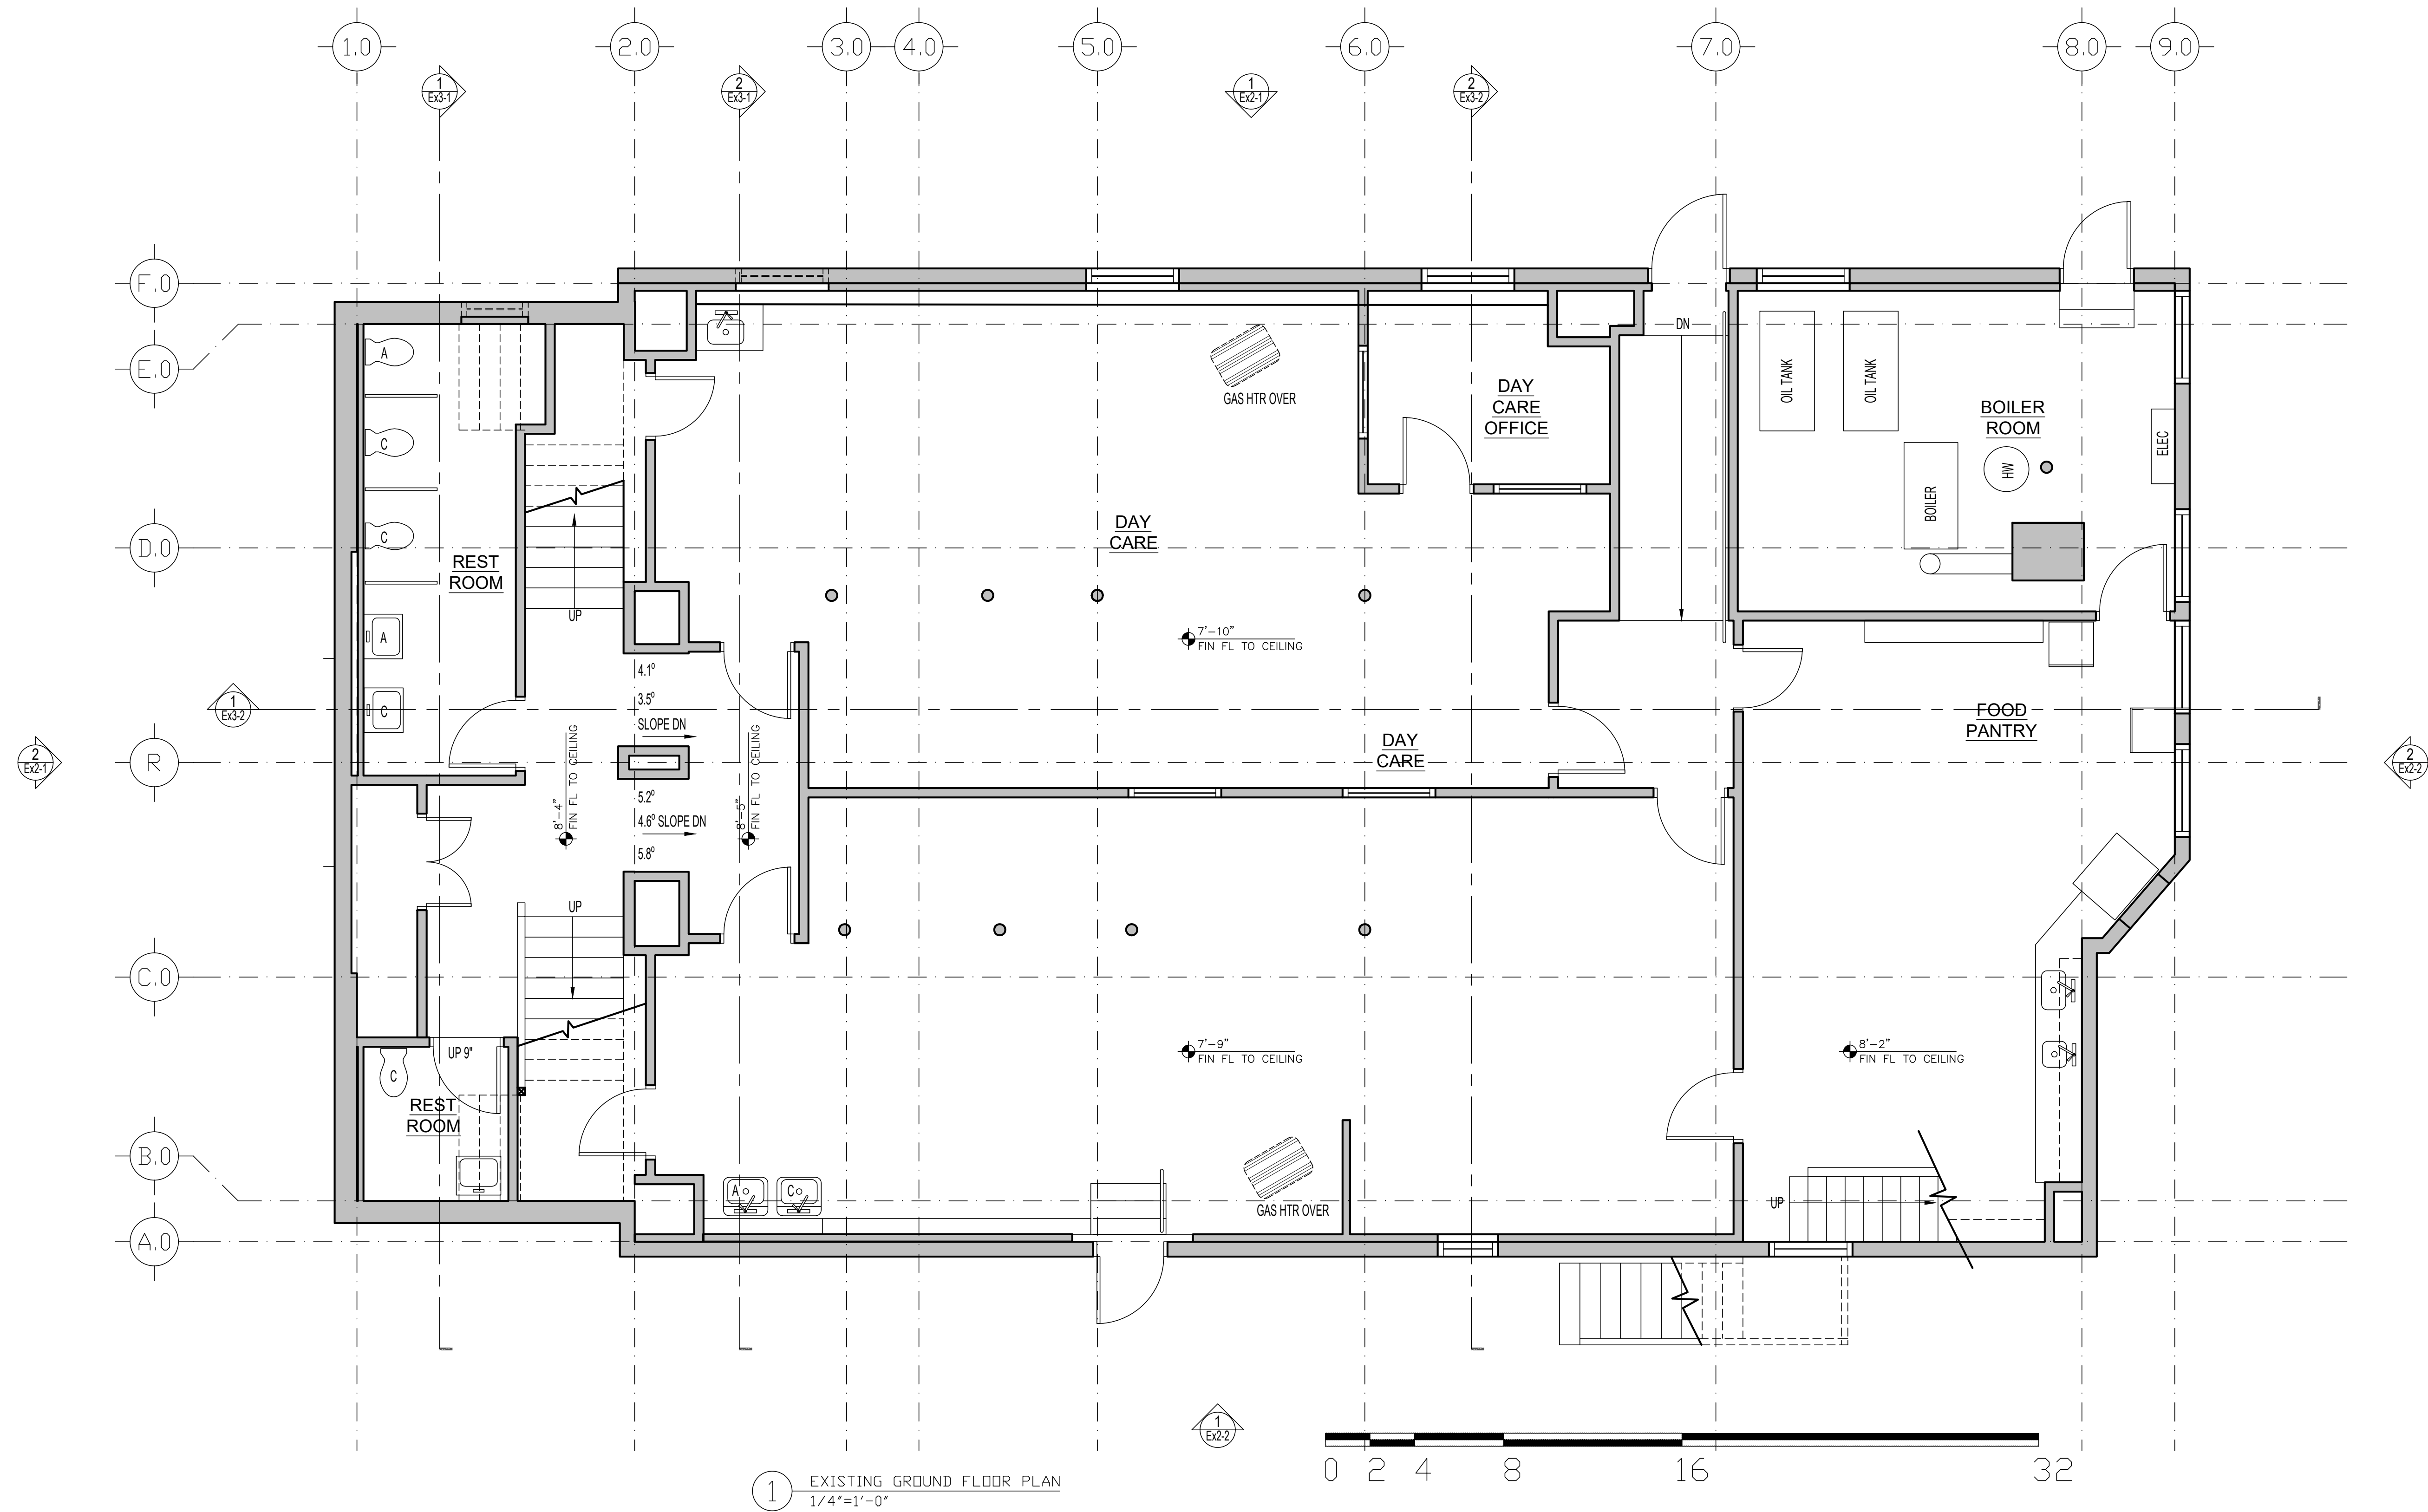 1.0
2.0
3.0
4.0
5.0
6.0
7.0
8.0
9.0
1
Ex3-1
2
Ex3-1
1
Ex2-1
2
Ex3-2
F.0
E.0
D.0
R
C.0
B.0
A.0
1
Ex3-2
2
Ex2-1
2
Ex2-2
1
Ex2-2
A
C
C
REST
ROOM
A
C
UP
GAS HTR OVER
DAY
CARE
OFFICE
DAY
CARE
7'-10"
FIN FL TO CEILING
DN
OIL TANK
OIL TANK
BOILER
ROOM
BOILER
HW
ELEC
4.1⁰
3.5⁰
SLOPE DN
8'-4"
FIN FL TO CEILING
8'-5"
FIN FL TO CEILING
5.2⁰
4.6⁰ SLOPE DN
5.8⁰
DAY
CARE
FOOD
PANTRY
UP
UP 9"
C
REST
ROOM
7'-9"
FIN FL TO CEILING
8'-2"
FIN FL TO CEILING
A
C
GAS HTR OVER
UP
0 2 4 8 16 32
1
EXISTING GROUND FLOOR PLAN
1/4"=1'-0"